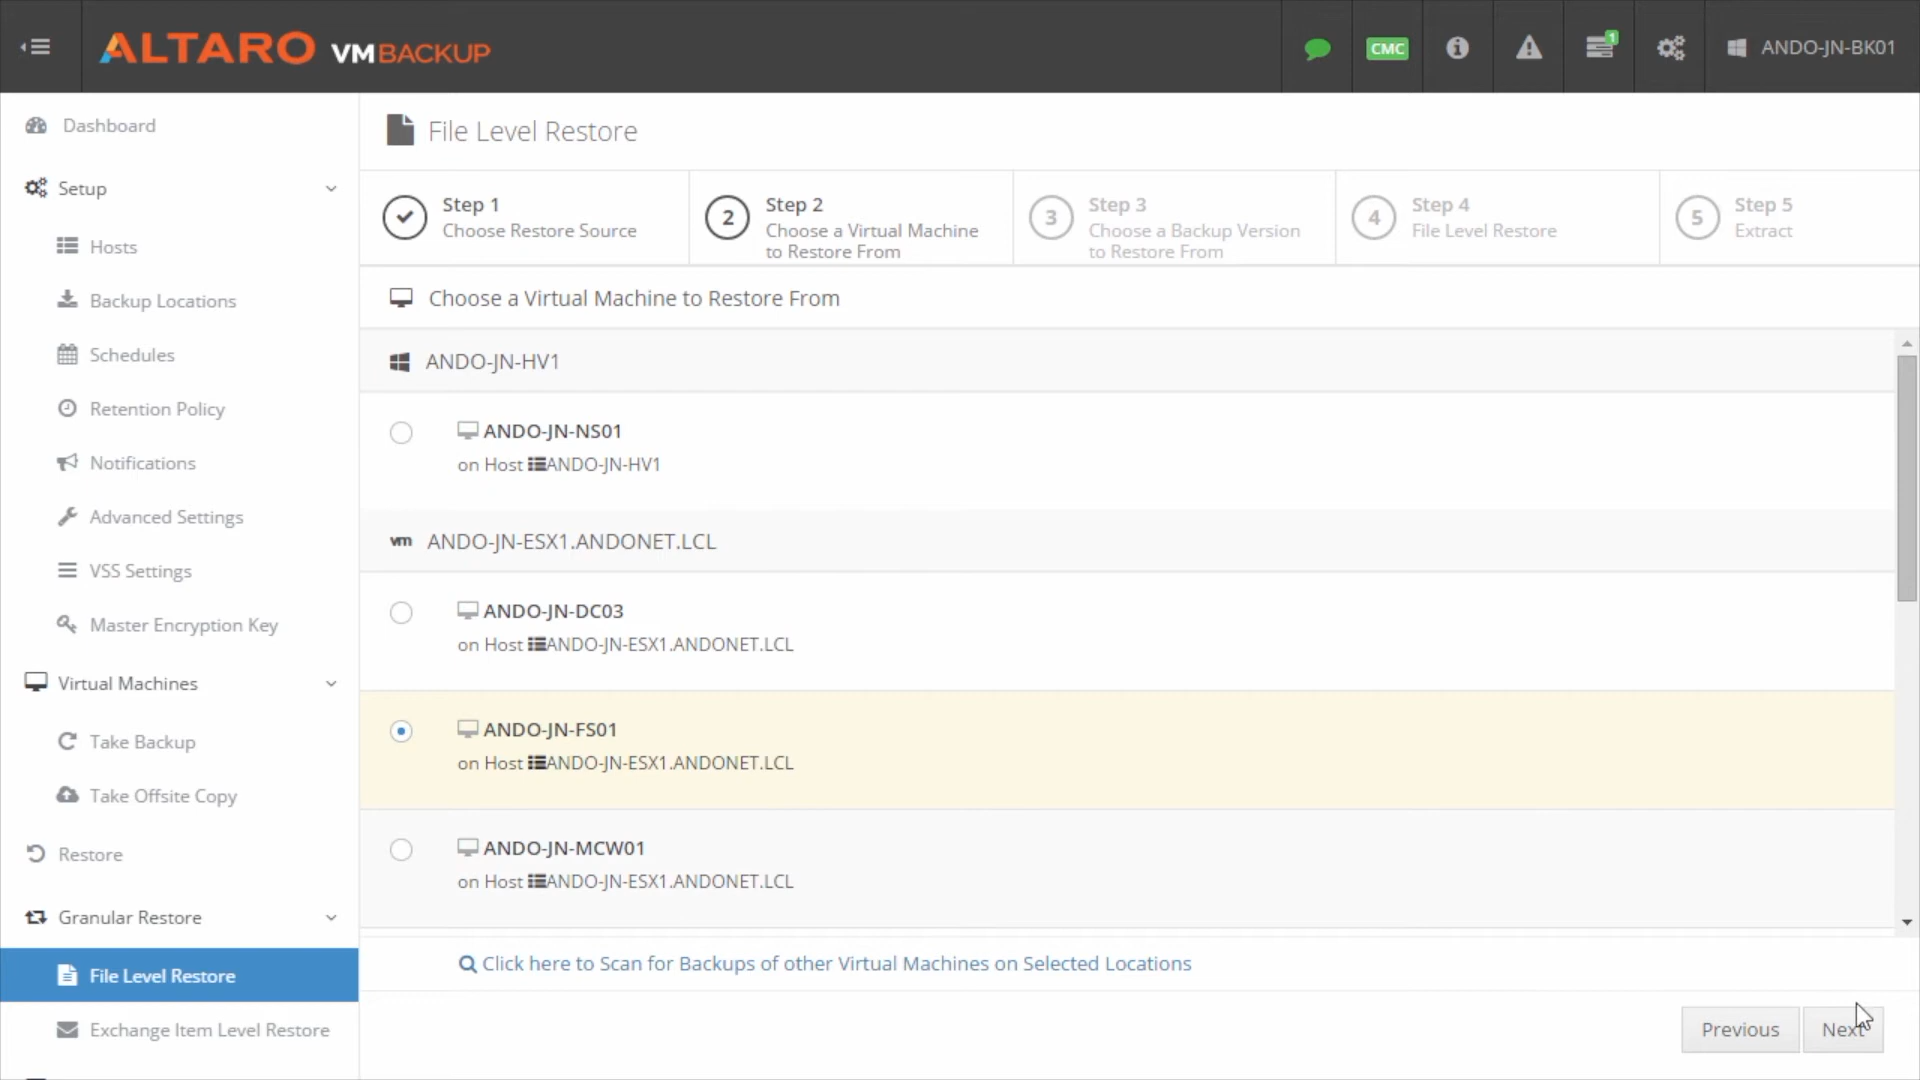 ALTARO VMBACKUP
CMC
1
ANDO-JN-BK01
Dashboard
Setup
Hosts
Backup Locations
Schedules
Retention Policy
Notifications
Advanced Settings
VSS Settings
Master Encryption Key
Virtual Machines
Take Backup
Take Offsite Copy
Restore
Granular Restore
File Level Restore
Exchange Item Level Restore
File Level Restore
Step 1
Choose Restore Source
2
Step 2
Choose a Virtual Machine
to Restore From
3
Step 3
Choose a Backup Version
to Restore From
4
Step 4
File Level Restore
5
Step 5
Extract
Choose a Virtual Machine to Restore From
ANDO-JN-HV1
ANDO-JN-NS01
on Host ANDO-JN-HV1
vm ANDO-JN-ESX1.ANDONET.LCL
ANDO-JN-DC03
on Host ANDO-JN-ESX1.ANDONET.LCL
ANDO-JN-FS01
on Host ANDO-JN-ESX1.ANDONET.LCL
ANDO-JN-MCW01
on Host ANDO-JN-ESX1.ANDONET.LCL
Click here to Scan for Backups of other Virtual Machines on Selected Locations
Previous
Next